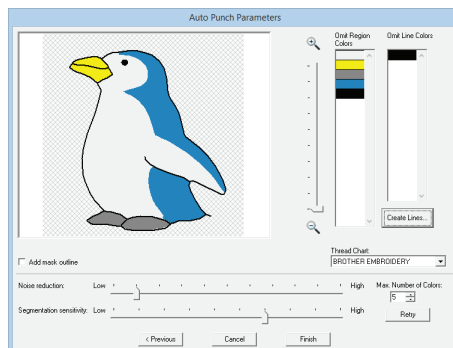 Auto Punch Parameters
Omit Region Colors
Omit Line Colors
Create Lines...
Thread Chart:
BROTHER EMBROIDERY
Add mask outline
Noise reduction: Low High
Max. Number of Colors:
5
Segmentation sensitivity: Low High
Retry
< Previous Cancel Finish